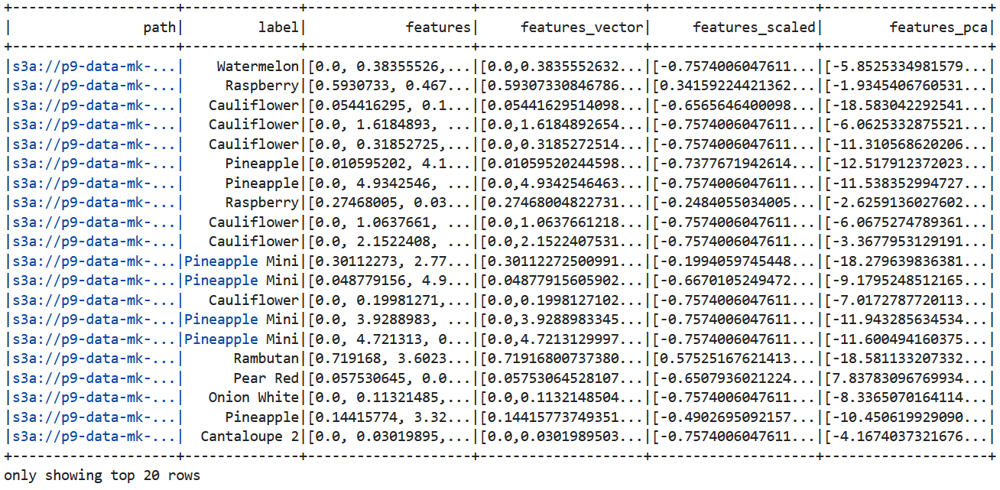 +--------------------+--------------+--------------------+--------------------+--------------------+--------------------+
|                path|         label|            features|     features_vector|     features_scaled|        features_pca|
+--------------------+--------------+--------------------+--------------------+--------------------+--------------------+
|s3a://p9-data-mk-...|    Watermelon|[0.0, 0.38355526,...|[0.0,0.3835552632...|[-0.7574006047611...|[-5.8525334981579...|
|s3a://p9-data-mk-...|     Raspberry|[0.5930733, 0.467...|[0.59307330846786...|[0.34159224421362...|[-1.9345406760531...|
|s3a://p9-data-mk-...|   Cauliflower|[0.054416295, 0.1...|[0.05441629514098...|[-0.6565646400098...|[-18.583042292541...|
|s3a://p9-data-mk-...|   Cauliflower|[0.0, 1.6184893, ...|[0.0,1.6184892654...|[-0.7574006047611...|[-6.0625332875521...|
|s3a://p9-data-mk-...|   Cauliflower|[0.0, 0.31852725,...|[0.0,0.3185272514...|[-0.7574006047611...|[-11.310568620206...|
|s3a://p9-data-mk-...|     Pineapple|[0.010595202, 4.1...|[0.01059520244598...|[-0.7377671942614...|[-12.517912372023...|
|s3a://p9-data-mk-...|     Pineapple|[0.0, 4.9342546, ...|[0.0,4.9342546463...|[-0.7574006047611...|[-11.538352994727...|
|s3a://p9-data-mk-...|     Raspberry|[0.27468005, 0.03...|[0.27468004822731...|[-0.2484055034005...|[-2.6259136027602...|
|s3a://p9-data-mk-...|   Cauliflower|[0.0, 1.0637661, ...|[0.0,1.0637661218...|[-0.7574006047611...|[-6.0675274789361...|
|s3a://p9-data-mk-...|   Cauliflower|[0.0, 2.1522408, ...|[0.0,2.1522407531...|[-0.7574006047611...|[-3.3677953129191...|
|s3a://p9-data-mk-...|Pineapple Mini|[0.30112273, 2.77...|[0.30112272500991...|[-0.1994059745448...|[-18.279639836381...|
|s3a://p9-data-mk-...|Pineapple Mini|[0.048779156, 4.9...|[0.04877915605902...|[-0.6670105249472...|[-9.1795248512165...|
|s3a://p9-data-mk-...|   Cauliflower|[0.0, 0.19981271,...|[0.0,0.1998127102...|[-0.7574006047611...|[-7.0172787720113...|
|s3a://p9-data-mk-...|Pineapple Mini|[0.0, 3.9288983, ...|[0.0,3.9288983345...|[-0.7574006047611...|[-11.943285634534...|
|s3a://p9-data-mk-...|Pineapple Mini|[0.0, 4.721313, 0...|[0.0,4.7213129997...|[-0.7574006047611...|[-11.600494160375...|
|s3a://p9-data-mk-...|      Rambutan|[0.719168, 3.6023...|[0.71916800737380...|[0.57525167621413...|[-18.581133207332...|
|s3a://p9-data-mk-...|      Pear Red|[0.057530645, 0.0...|[0.05753064528107...|[-0.6507936021224...|[7.83783096769934...|
|s3a://p9-data-mk-...|   Onion White|[0.0, 0.11321485,...|[0.0,0.1132148504...|[-0.7574006047611...|[-8.3365070164114...|
|s3a://p9-data-mk-...|     Pineapple|[0.14415774, 3.32...|[0.14415773749351...|[-0.4902695092157...|[-10.450619929090...|
|s3a://p9-data-mk-...|  Cantaloupe 2|[0.0, 0.03019895,...|[0.0,0.0301989503...|[-0.7574006047611...|[-4.1674037321676...|
+--------------------+--------------+--------------------+--------------------+--------------------+--------------------+
only showing top 20 rows